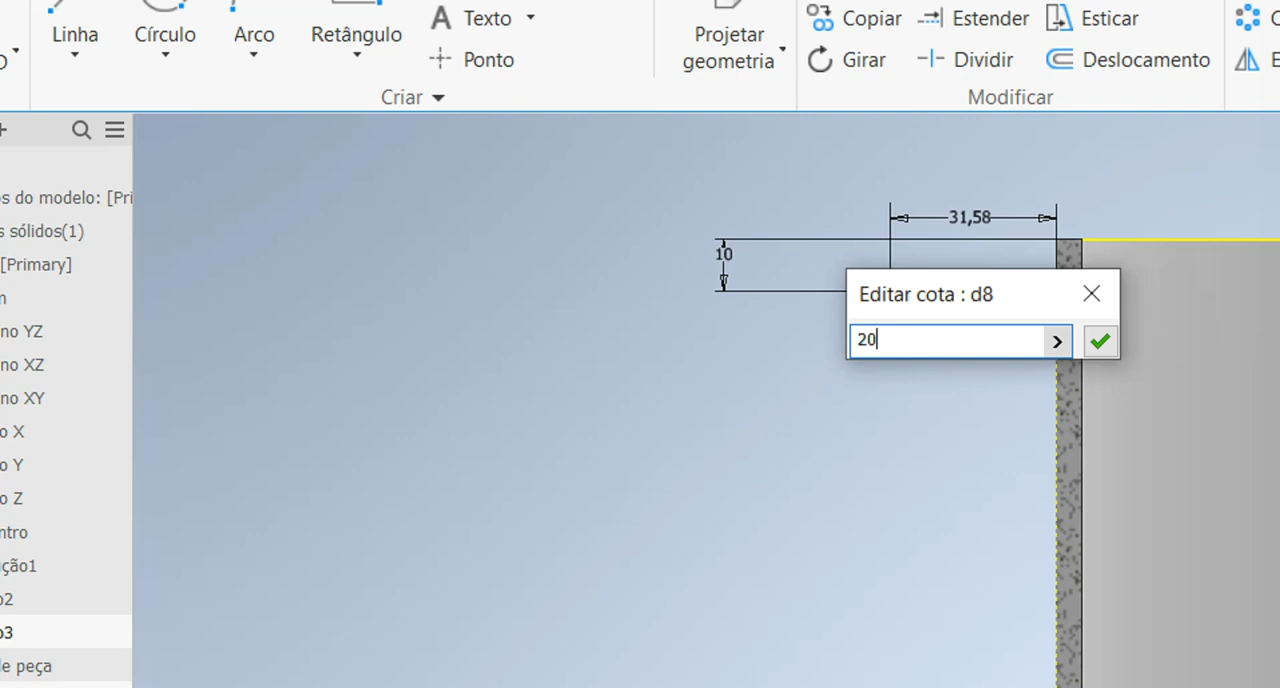 Linha
Círculo
Arco
Retângulo
Texto
Ponto
Criar
Projetar
geometria
Copiar
Estender
Esticar
Girar
Dividir
Deslocamento
Modificar
os do modelo: [Pri
s sólidos(1)
[Primary]
no YZ
no XZ
no XY
o X
o Y
o Z
ntro
ução1
o2
o3
de peça
31,58
10
Editar cota : d8
20